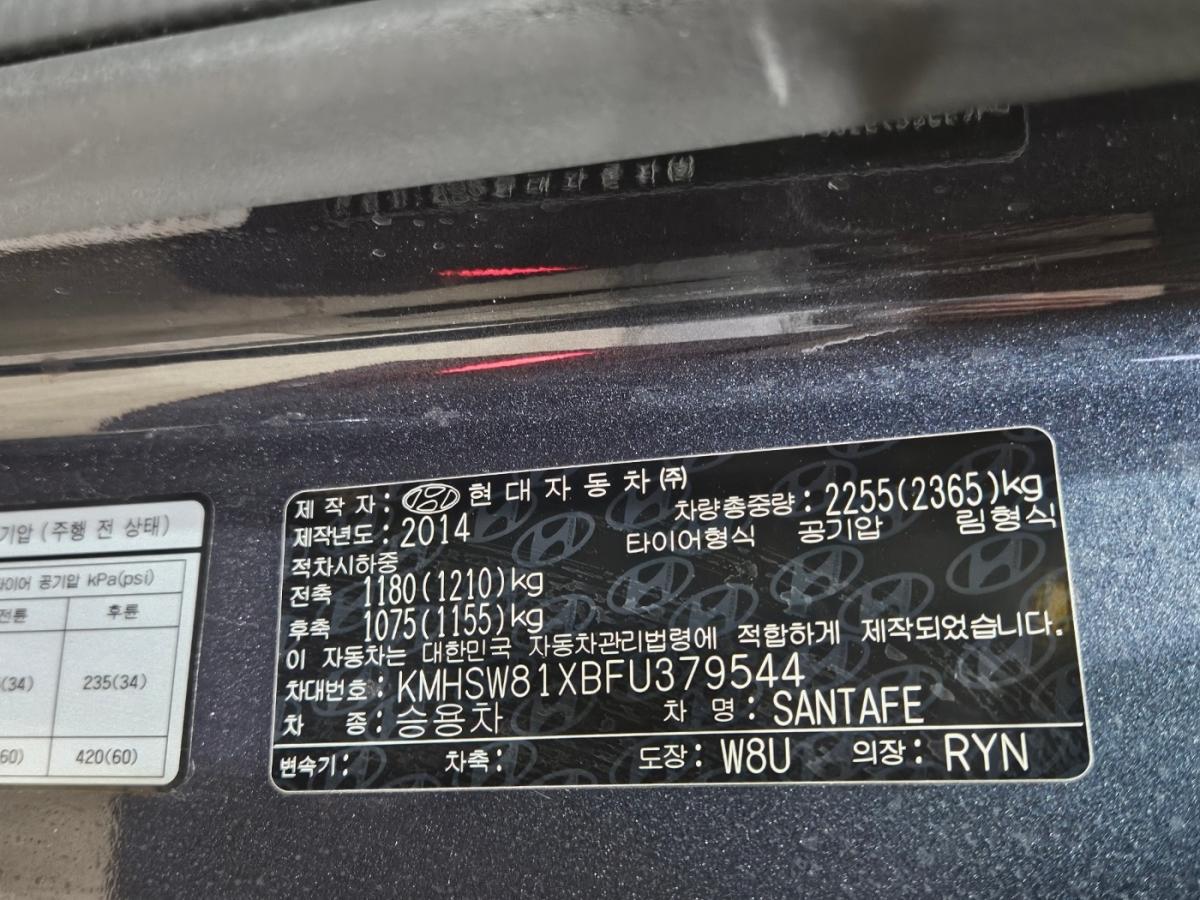 제 작 자: 현대자동차㈜
차량총중량: 2255(2365)kg
제작년도: 2014
타이어형식 공기압 림형식
적차시하중
전축 1180(1210)kg
후축 1075(1155)kg
이 자동차는 대한민국 자동차관리법령에 적합하게 제작되었습니다.
차대번호: KMHSW81XBFU379544
차 종: 승용차 차 명: SANTAFE
변속기: 차축: 도장: W8U 의장: RYN
기압 (주행 전 상태)
공기압 kPa(psi)
전륜 후륜
(34) 235(34)
60) 420(60)